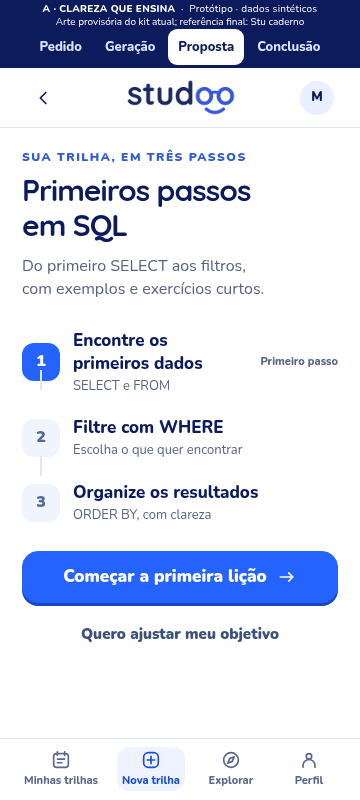 A · CLAREZA QUE ENSINA · Protótipo · dados sintéticos
Arte provisória do kit atual; referência final: Stu caderno
Pedido Geração Proposta Conclusão
studoo M
SUA TRILHA, EM TRÊS PASSOS
Primeiros passos
em SQL
Do primeiro SELECT aos filtros,
com exemplos e exercícios curtos.
1
Encontre os
primeiros dados
SELECT e FROM
Primeiro passo
2
Filtre com WHERE
Escolha o que quer encontrar
3
Organize os resultados
ORDER BY, com clareza
Começar a primeira lição →
Quero ajustar meu objetivo
Minhas trilhas Nova trilha Explorar Perfil